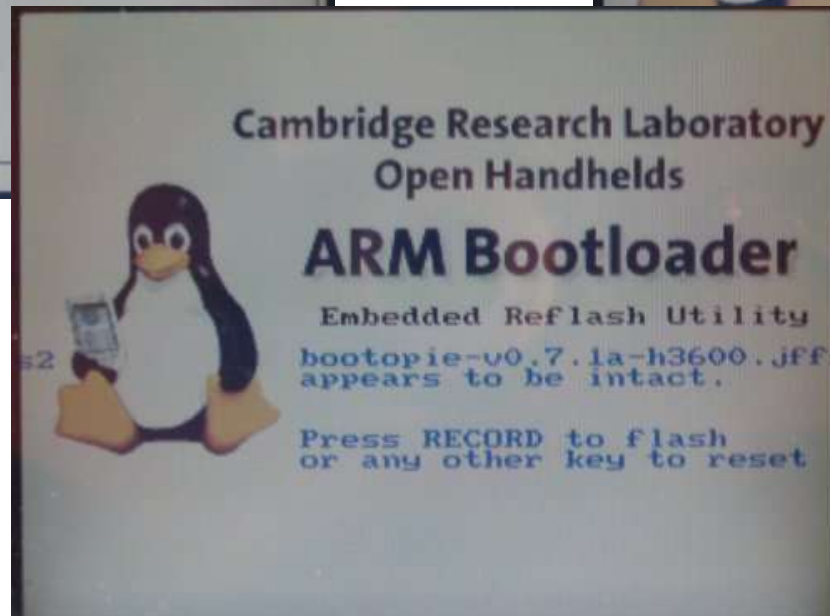 Cambridge Research Laboratory
Open Handhelds
ARM Bootloader
Embedded Reflash Utility
bootopie-v0.7.1a-h3600.jff
s2
appears to be intact.
Press RECORD to flash
or any other key to reset